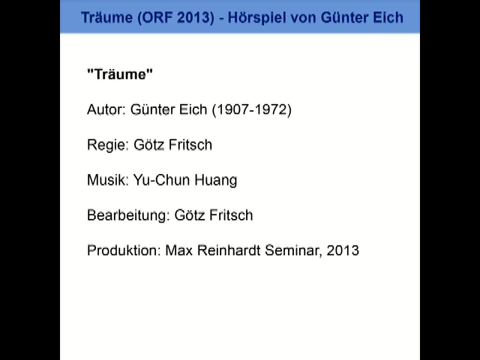 Träume (ORF 2013) - Hörspiel von Günter Eich
"Träume"
Autor: Günter Eich (1907-1972)
Regie: Götz Fritsch
Musik: Yu-Chun Huang
Bearbeitung: Götz Fritsch
Produktion: Max Reinhardt Seminar, 2013